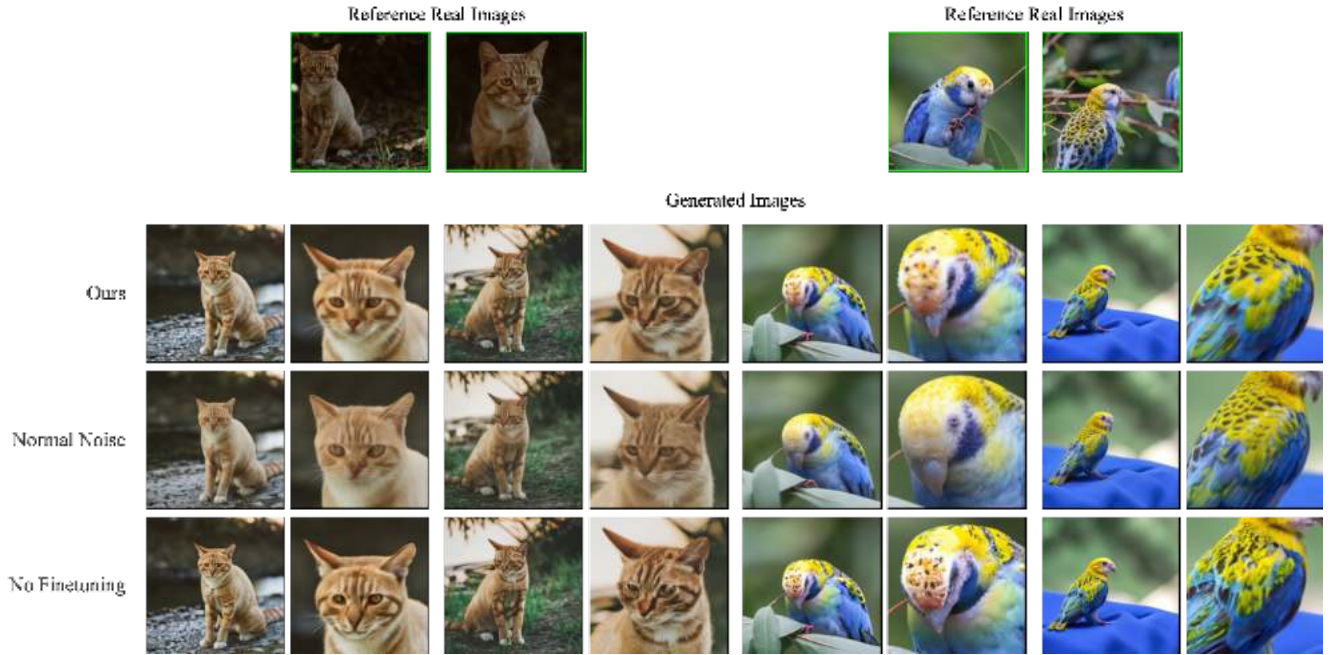 Reference Real Images
Reference Real Images
Generated Images
Ours
Normal Noise
No Finetuning